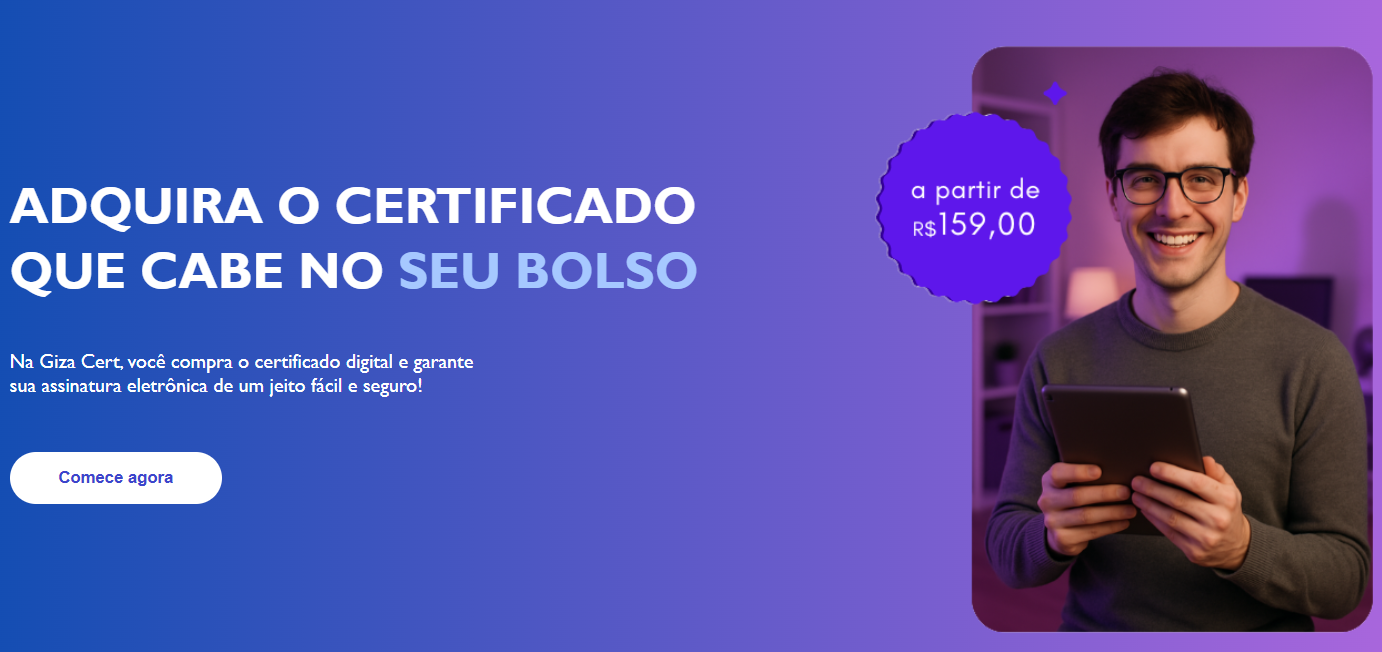 ADQUIRA O CERTIFICADO
QUE CABE NO SEU BOLSO
Na Giza Cert, você compra o certificado digital e garante
sua assinatura eletrônica de um jeito fácil e seguro!
Comece agora
a partir de
R$159,00